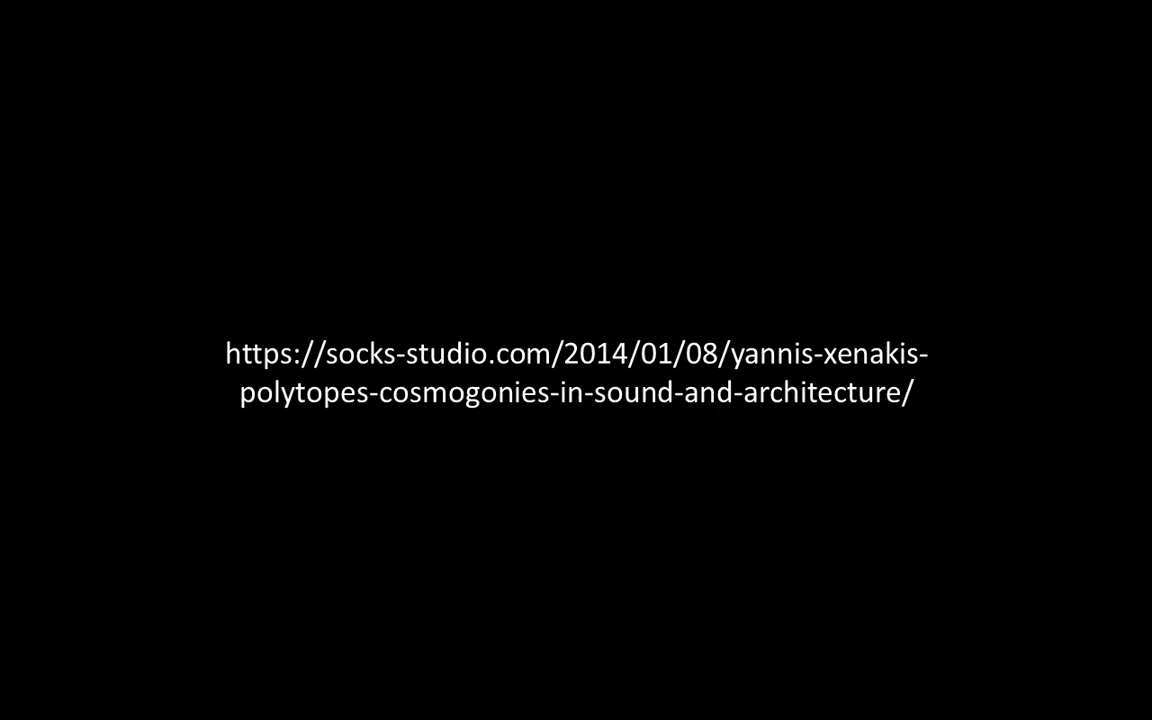 https://socks-studio.com/2014/01/08/yannis-xenakis-
polytopes-cosmogonies-in-sound-and-architecture/